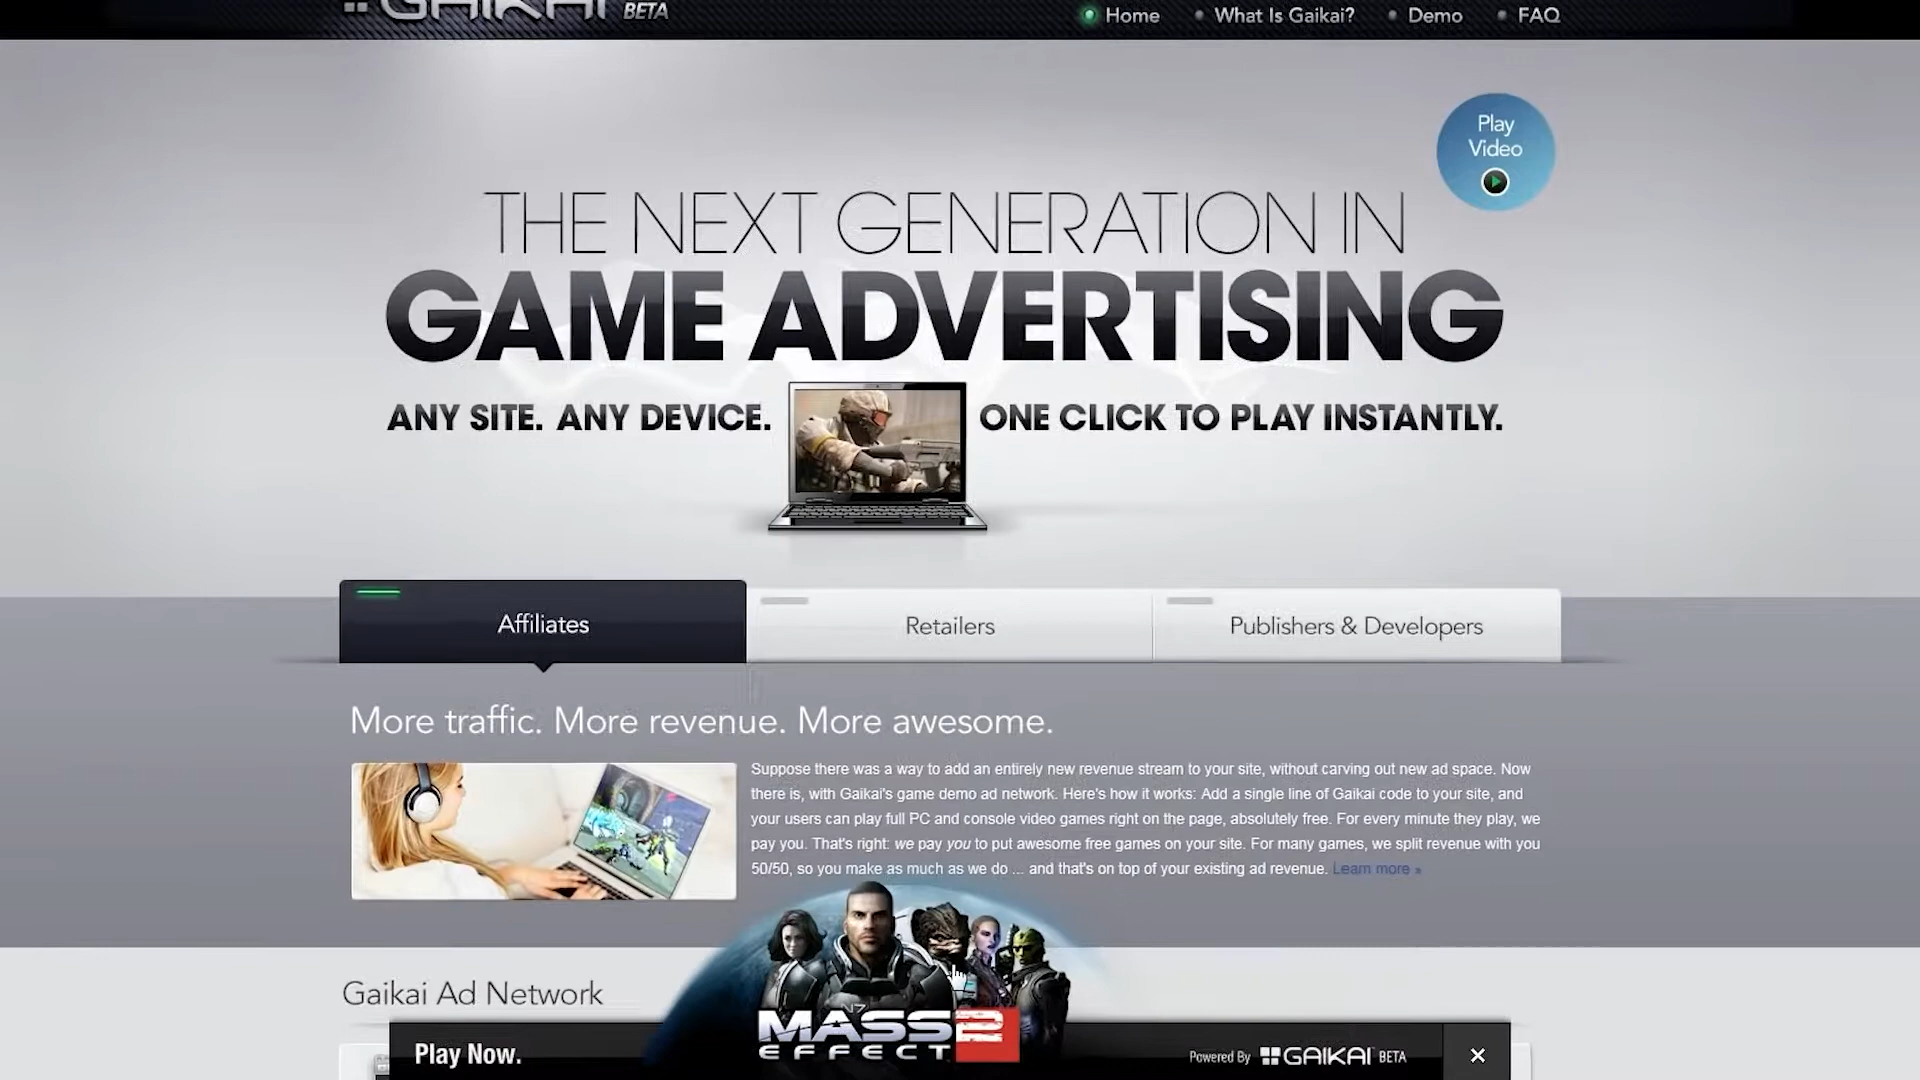 GAIKAI BETA
Home
What Is Gaikai?
Demo
FAQ
Play
Video
THE NEXT GENERATION IN
GAME ADVERTISING
ANY SITE. ANY DEVICE.
ONE CLICK TO PLAY INSTANTLY.
Affiliates
Retailers
Publishers & Developers
More traffic. More revenue. More awesome.
Suppose there was a way to add an entirely new revenue stream to your site, without carving out new ad space. Now
there is, with Gaikai's game demo ad network. Here's how it works: Add a single line of Gaikai code to your site, and
your users can play full PC and console video games right on the page, absolutely free. For every minute they play, we
pay you. That's right: we pay you to put awesome free games on your site. For many games, we split revenue with you
50/50, so you make as much as we do ... and that's on top of your existing ad revenue. Learn more »
Gaikai Ad Network
N7
MASS 2
EFFECT
Play Now.
Powered By GAIKAI BETA